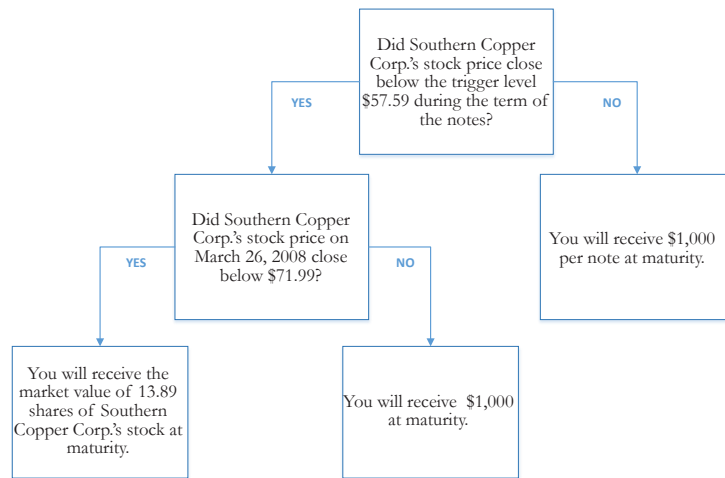 Did Southern Copper
Corp.'s stock price close
below the trigger level
$57.59 during the term of
the notes?
YES
NO
Did Southern Copper
Corp.'s stock price on
March 26, 2008 close
below $71.99?
You will receive $1,000
per note at maturity.
YES
NO
You will receive the
market value of 13.89
shares of Southern
Copper Corp.'s stock at
maturity.
You will receive $1,000
at maturity.